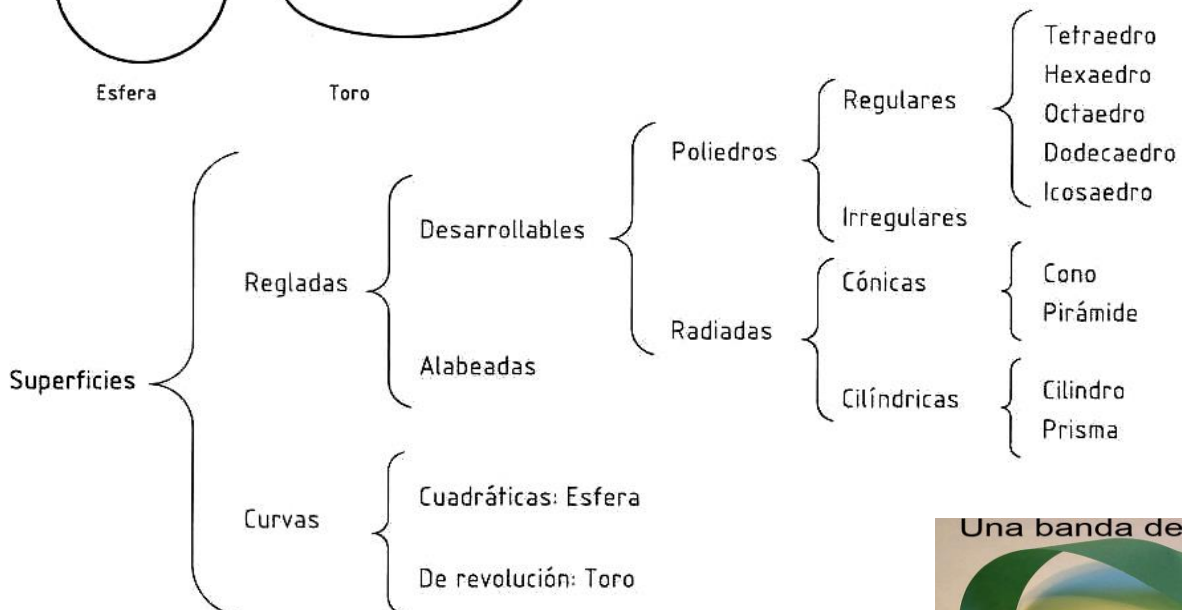 Esfera
Toro
Superficies
Regladas
Desarrollables
Poliedros
Regulares
Tetraedro
Hexaedro
Octaedro
Dodecaedro
Icosaedro
Irregulares
Radiadas
Cónicas
Cono
Pirámide
Cilíndricas
Cilindro
Prisma
Alabeadas
Curvas
Cuadráticas: Esfera
De revolución: Toro
Una banda de